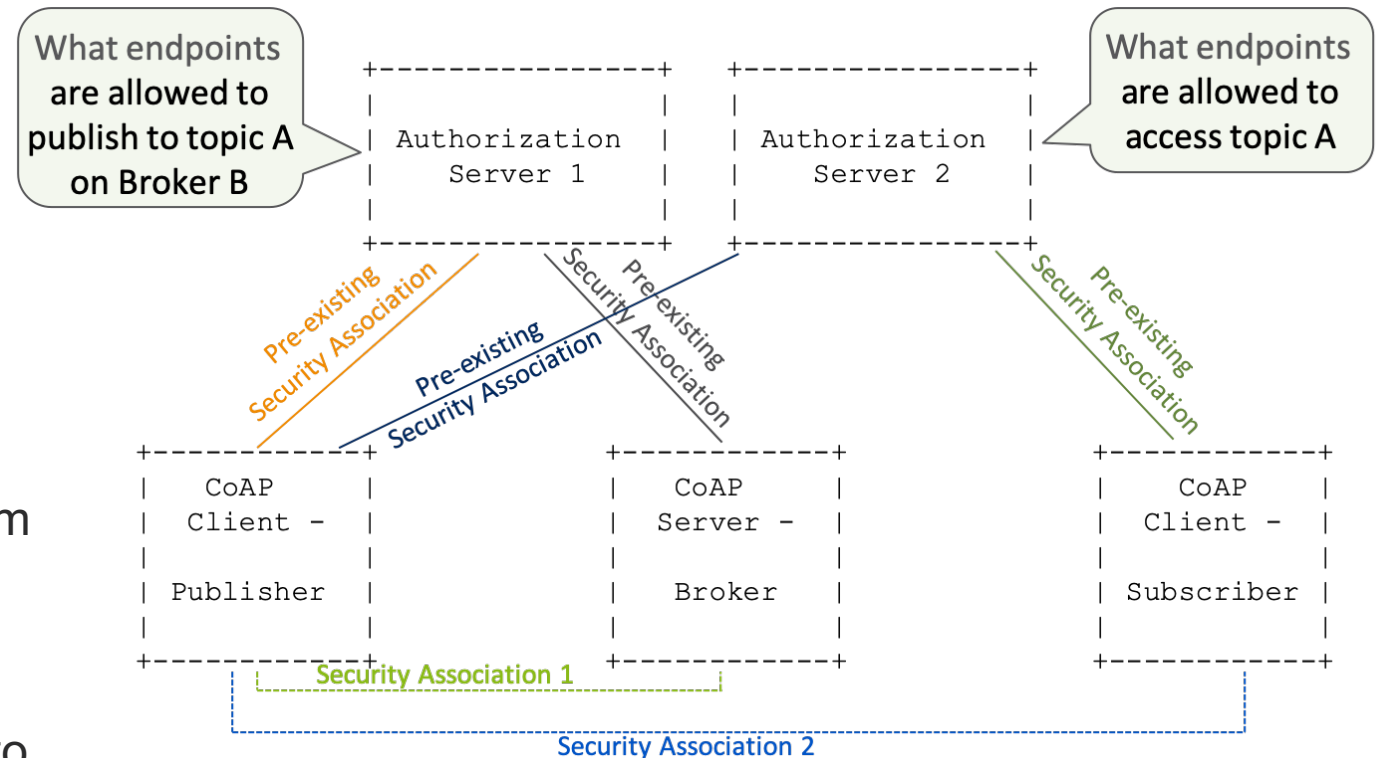 What endpoints
are allowed to
publish to topic A
on Broker B
What endpoints
are allowed to
access topic A
Authorization
Server 1
Authorization
Server 2
Pre-existing
Security Association
Pre-existing
Security Association
Pre-existing
Security Association
Pre-existing
Security Association
CoAP
Client -
Publisher
CoAP
Server -
Broker
CoAP
Client -
Subscriber
m
Security Association 1
Security Association 2